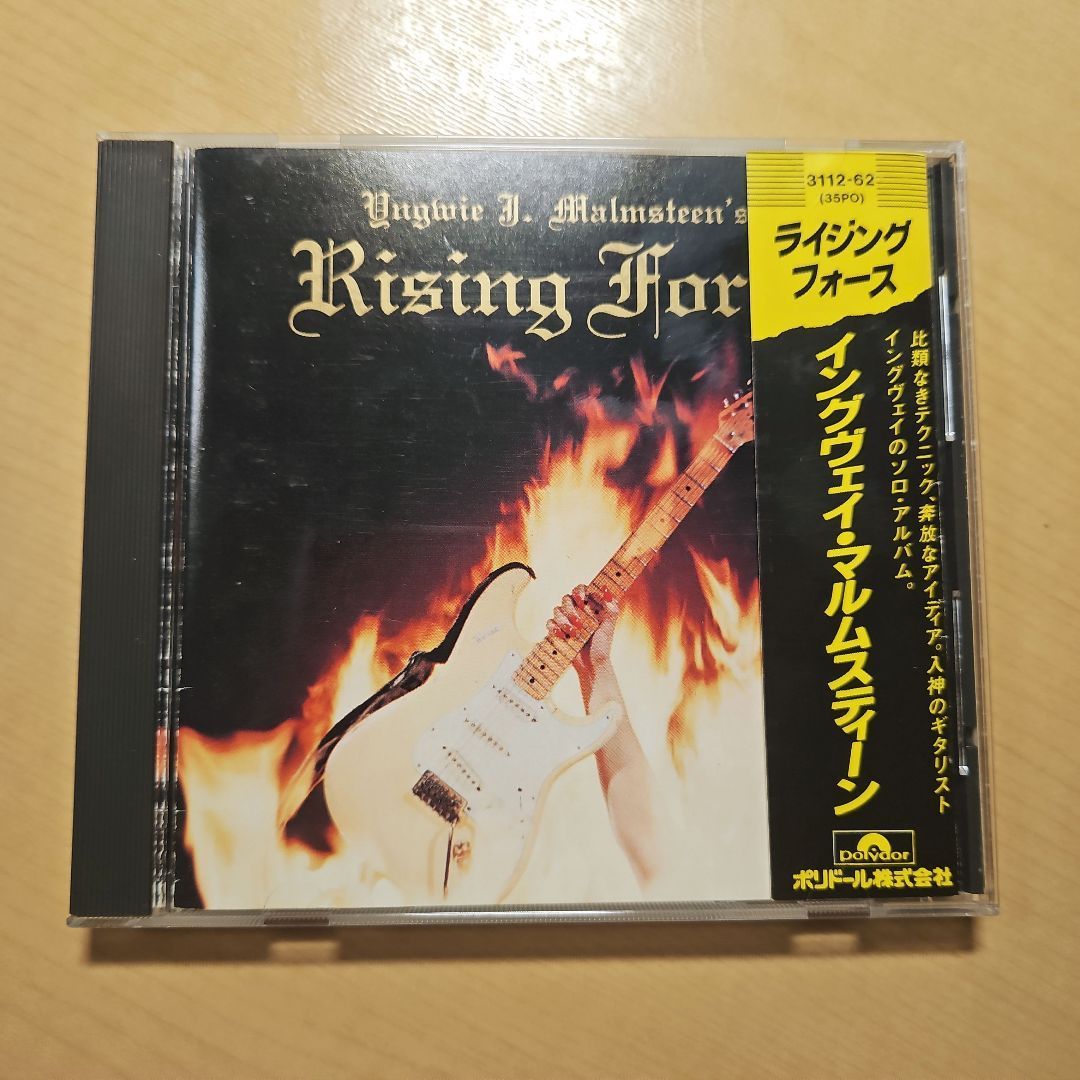 Yngwie J. Malmsteen's
Rising For
3112-62
(35PO)
ライジング
フォース
比類なきテクニック、奔放なアイディア。入神のギタリスト
イングヴェイのソロ・アルバム。
イングヴェイ・マルムスティーン
polydor
ポリドール株式会社